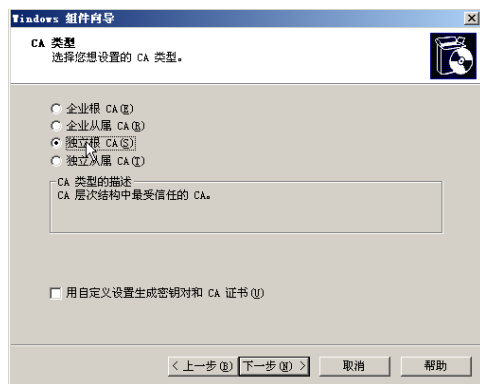 Windows 组件向导
CA 类型
选择您想设置的 CA 类型。
企业根 CA(E)
企业从属 CA(R)
独立根 CA(S)
独立从属 CA(T)
CA 类型的描述
CA 层次结构中最受信任的 CA。
用自定义设置生成密钥对和 CA 证书(U)
< 上一步(B) 下一步(N) > 取消 帮助